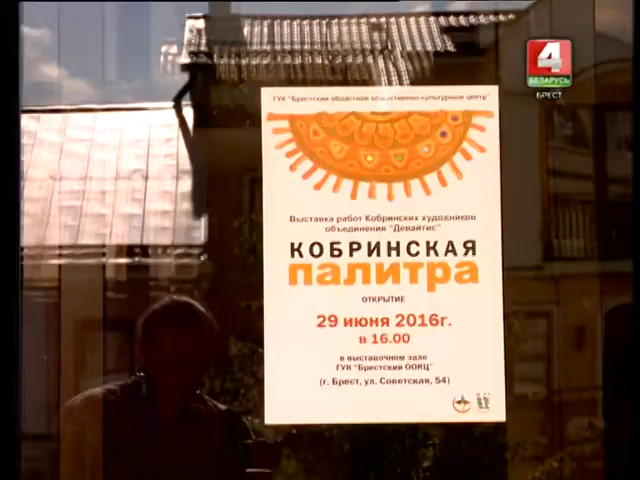 4
БЕЛАРУСЬ
БРЕСТ
ГУК "Брестский областной общественно-культурный центр"
Выставка работ Кобринских художников
объединения "Девайтис"
КОБРИНСКАЯ
палитра
ОТКРЫТИЕ
29 июня 2016г.
в 16.00
в выставочном зале
ГУК "Брестский ООКЦ"
(г. Брест, ул. Советская, 54)